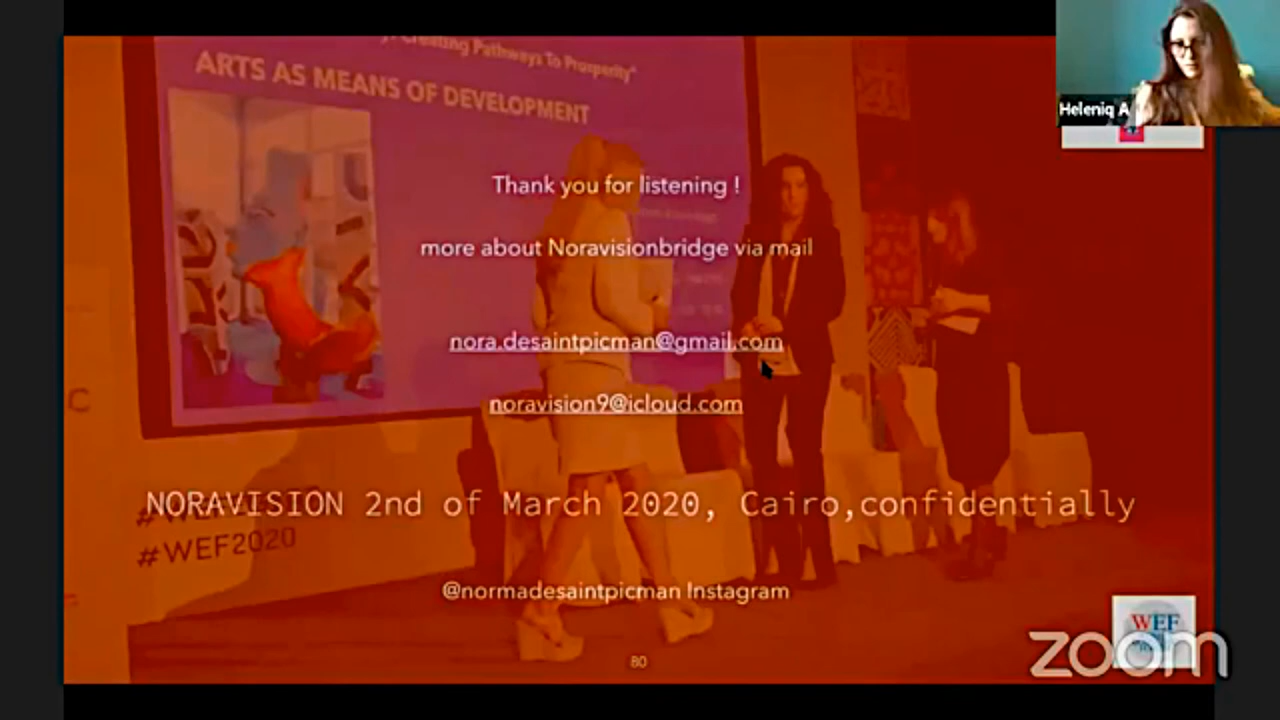 Creating Pathways To Prosperity"
ARTS AS MEANS OF DEVELOPMENT
Heleniq A
Thank you for listening !
more about Noravisionbridge via mail
nora.desaintpicman@gmail.com
noravision9@icloud.com
NORAVISION 2nd of March 2020, Cairo,confidentially
#WEF2020
@normadesaintpicman Instagram
80
WEF
zoom